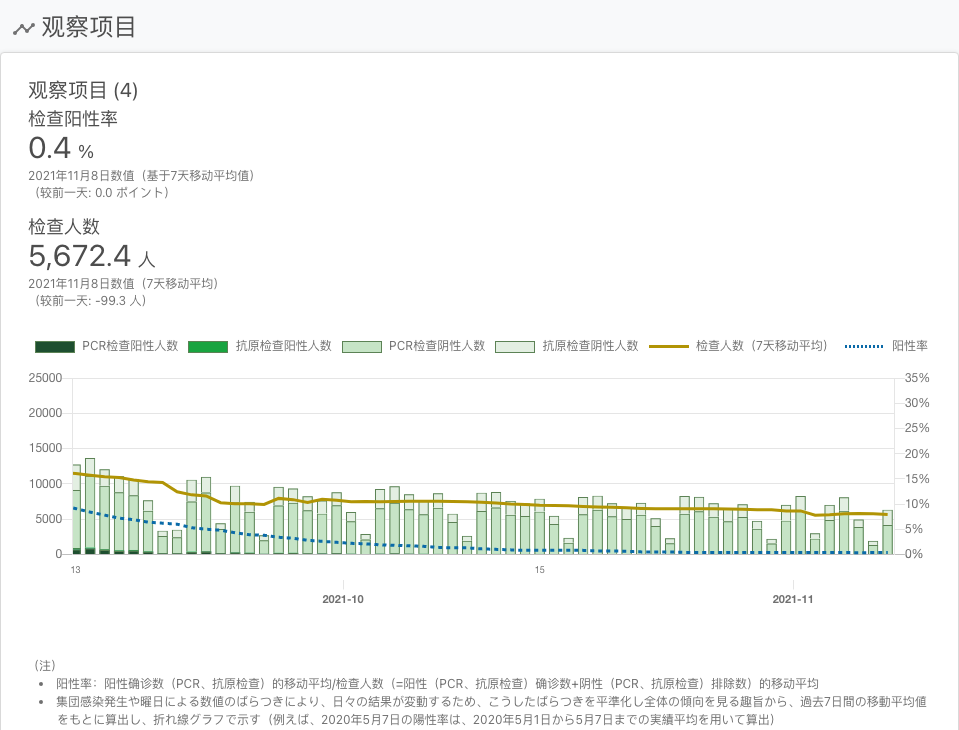 观察项目
观察项目 (4)
检查阳性率
0.4 %
2021年11月8日数值（基于7天移动平均值）
（较前一天: 0.0 ポイント）
检查人数
5,672.4 人
2021年11月8日数值（7天移动平均）
（较前一天: -99.3 人）
PCR检查阳性人数 抗原检查阳性人数 PCR检查阴性人数 抗原检查阴性人数 检查人数（7天移动平均） 阳性率
25000 35%
30%
20000
25%
15000 20%
15%
10000
10%
5000 5%
0 0%
13 15
2021-10 2021-11
（注）
• 阳性率：阳性确诊数（PCR、抗原检查）的移动平均/检查人数（=阳性（PCR、抗原检查）确诊数+阴性（PCR、抗原检查）排除数）的移动平均
• 集団感染発生や曜日による数値のばらつきにより、日々の結果が変動するため、こうしたばらつきを平準化し全体の傾向を見る趣旨から、過去7日間の移動平均値
をもとに算出し、折れ線グラフで示す（例えば、2020年5月7日の陽性率は、2020年5月1日から5月7日までの実績平均を用いて算出）